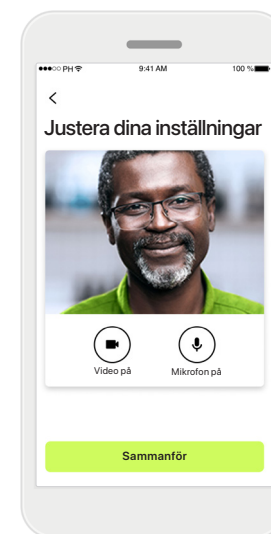 ●●●○○ PH 9:41 AM 100 %
Justera dina inställningar
Video på Mikrofon på
Sammanför